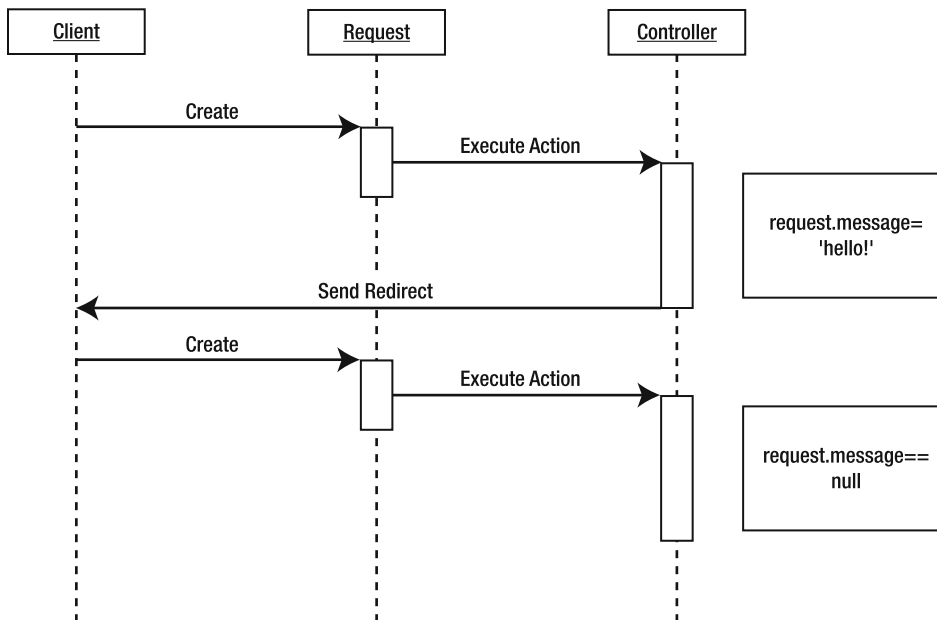 Client
Request
Controller
Create
Execute Action
request.message=
'hello!'
Send Redirect
Create
Execute Action
request.message==
null